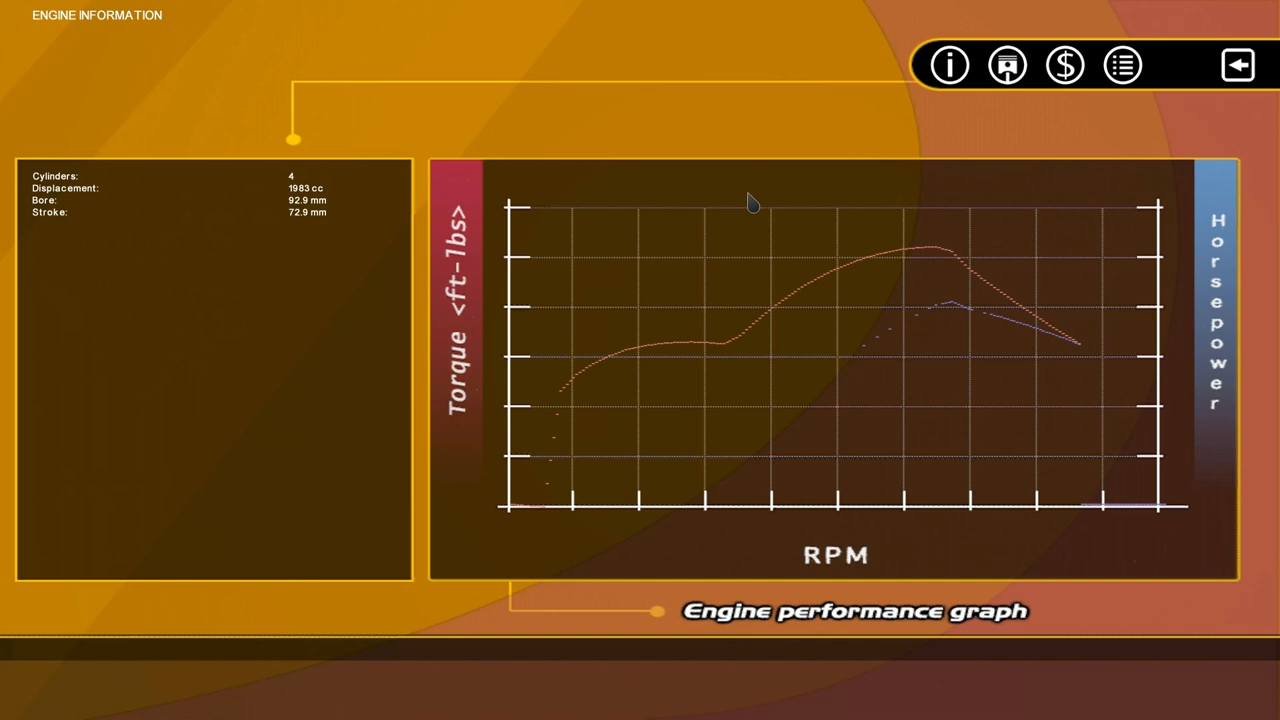 ENGINE INFORMATION
Cylinders: 4
Displacement: 1983 cc
Bore: 92.9 mm
Stroke: 72.9 mm
Torque <ft-lbs>
Horsepower
RPM
Engine performance graph